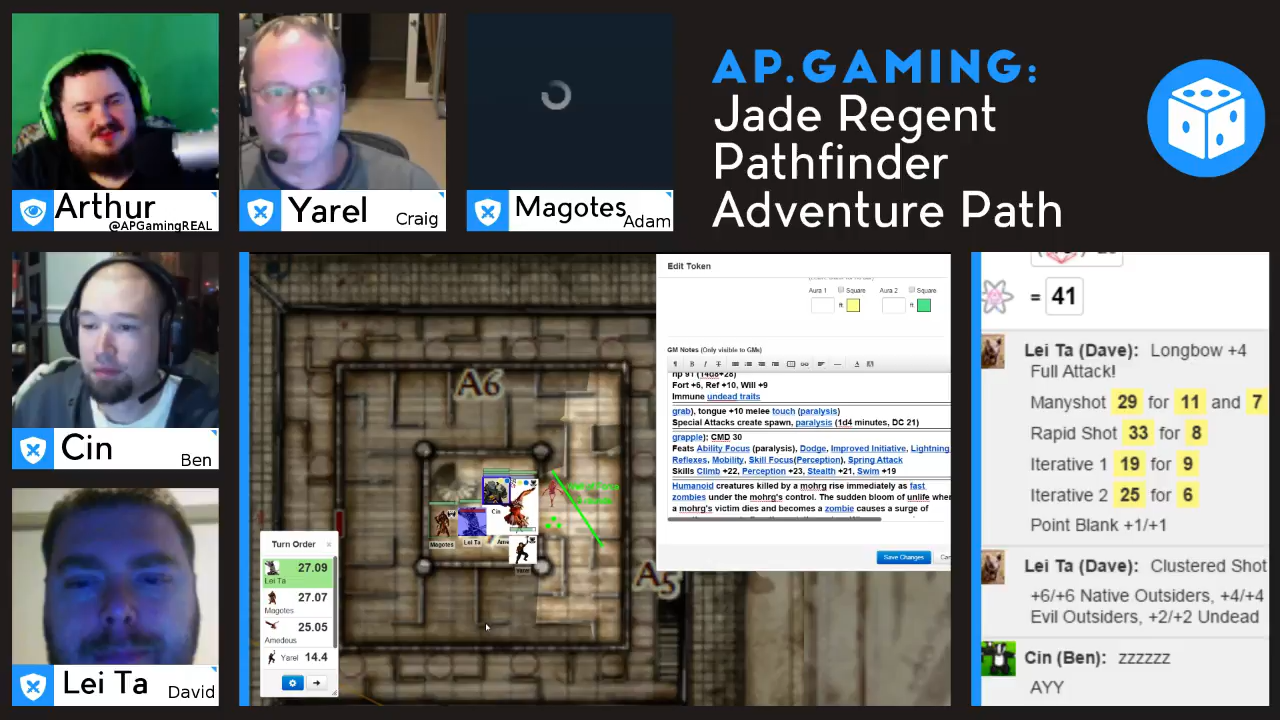 AP.GAMING:
Jade Regent
Pathfinder
Adventure Path
Arthur
@APGamingREAL
Yarel Craig
Magotes Adam
Cin Ben
Lei Ta David
A6
A5
Magotes
Lei Ta
Cin
Turn Order ×
27.09
Lei Ta
27.07
Magotes
25.05
Amedeus
Yarel 14.4
Edit Token
Aura 1 Square Aura 2 Square
ft. ft.
GM Notes (Only visible to GMs)
hp 91 (14d8+28)
Fort +6, Ref +10, Will +9
Immune undead traits
grab), tongue +10 melee touch (paralysis)
Special Attacks create spawn, paralysis (1d4 minutes, DC 21)
grapple); CMD 30
Feats Ability Focus (paralysis), Dodge, Improved Initiative, Lightning
Reflexes, Mobility, Skill Focus(Perception), Spring Attack
Skills Climb +22, Perception +23, Stealth +21, Swim +19
Humanoid creatures killed by a mohrg rise immediately as fast
zombies under the mohrg's control. The sudden bloom of unlife when
a mohrg's victim dies and becomes a zombie causes a surge of
Save Changes
= 41
Lei Ta (Dave): Longbow +4
Full Attack!
Manyshot 29 for 11 and 7
Rapid Shot 33 for 8
Iterative 1 19 for 9
Iterative 2 25 for 6
Point Blank +1/+1
Lei Ta (Dave): Clustered Shot
+6/+6 Native Outsiders, +4/+4
Evil Outsiders, +2/+2 Undead
Cin (Ben): zzzzzz
AYY